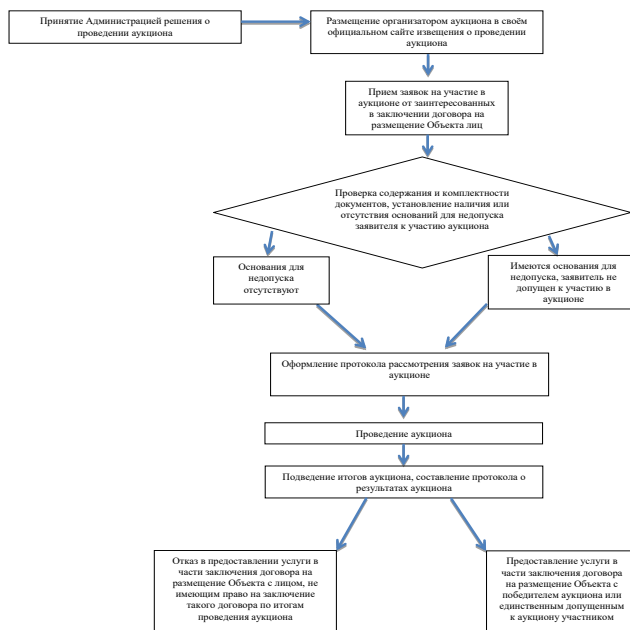 Принятие Администрацией решения о
проведении аукциона
Размещение организатором аукциона в своём
официальном сайте извещения о проведении
аукциона
Прием заявок на участие в
аукционе от заинтересованных
в заключении договора на
размещение Объекта лиц
Проверка содержания и комплектности
документов, установление наличия или
отсутствия оснований для недопуска
заявителя к участию аукциона
Основания для
недопуска
отсутствуют
Имеются основания для
недопуска, заявитель не
допущен к участию в
аукционе
Оформление протокола рассмотрения заявок на участие в
аукционе
Проведение аукциона
Подведение итогов аукциона, составление протокола о
результатах аукциона
Отказ в предоставлении услуги в
части заключения договора на
размещение Объекта с лицом, не
имеющим право на заключение
такого договора по итогам
проведения аукциона
Предоставление услуги в
части заключения договора
на размещение Объекта с
победителем аукциона или
единственным допущенным
к аукциону участником